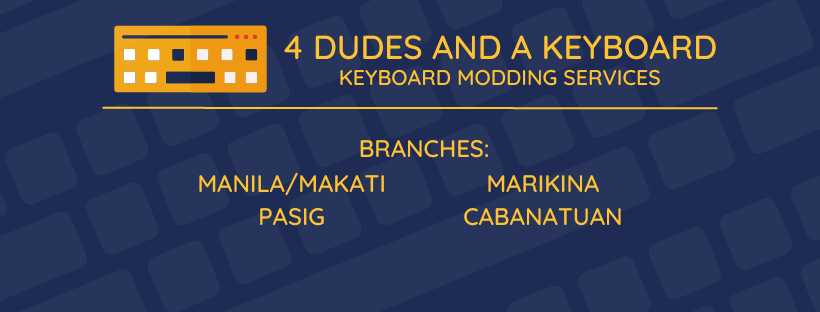 4 DUDES AND A KEYBOARD
KEYBOARD MODDING SERVICES
BRANCHES:
MANILA/MAKATI
MARIKINA
PASIG
CABANATUAN